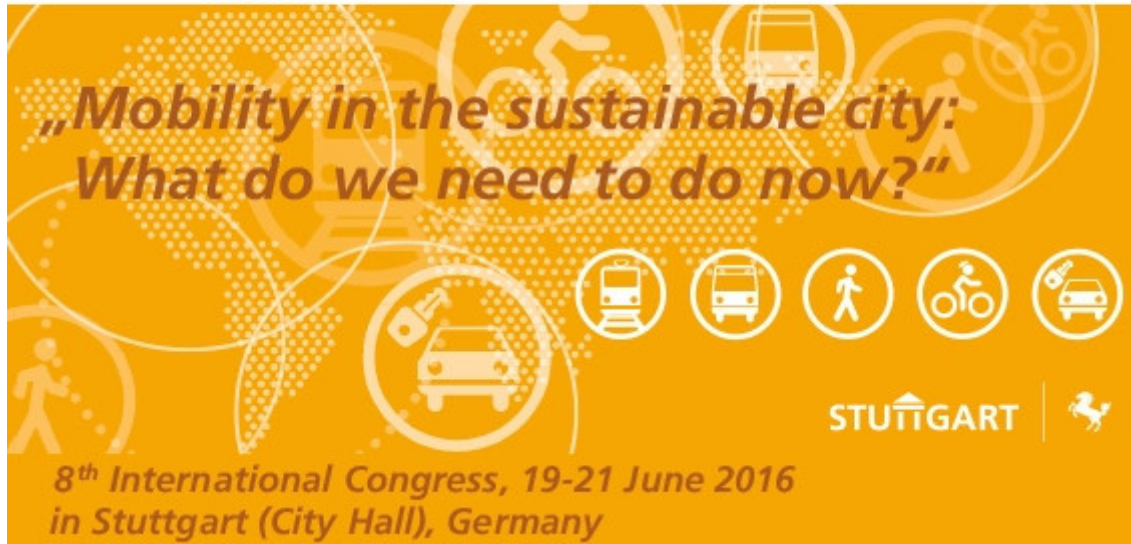 „Mobility in the sustainable city:
What do we need to do now?“
STUTTGART
8th International Congress, 19-21 June 2016
in Stuttgart (City Hall), Germany